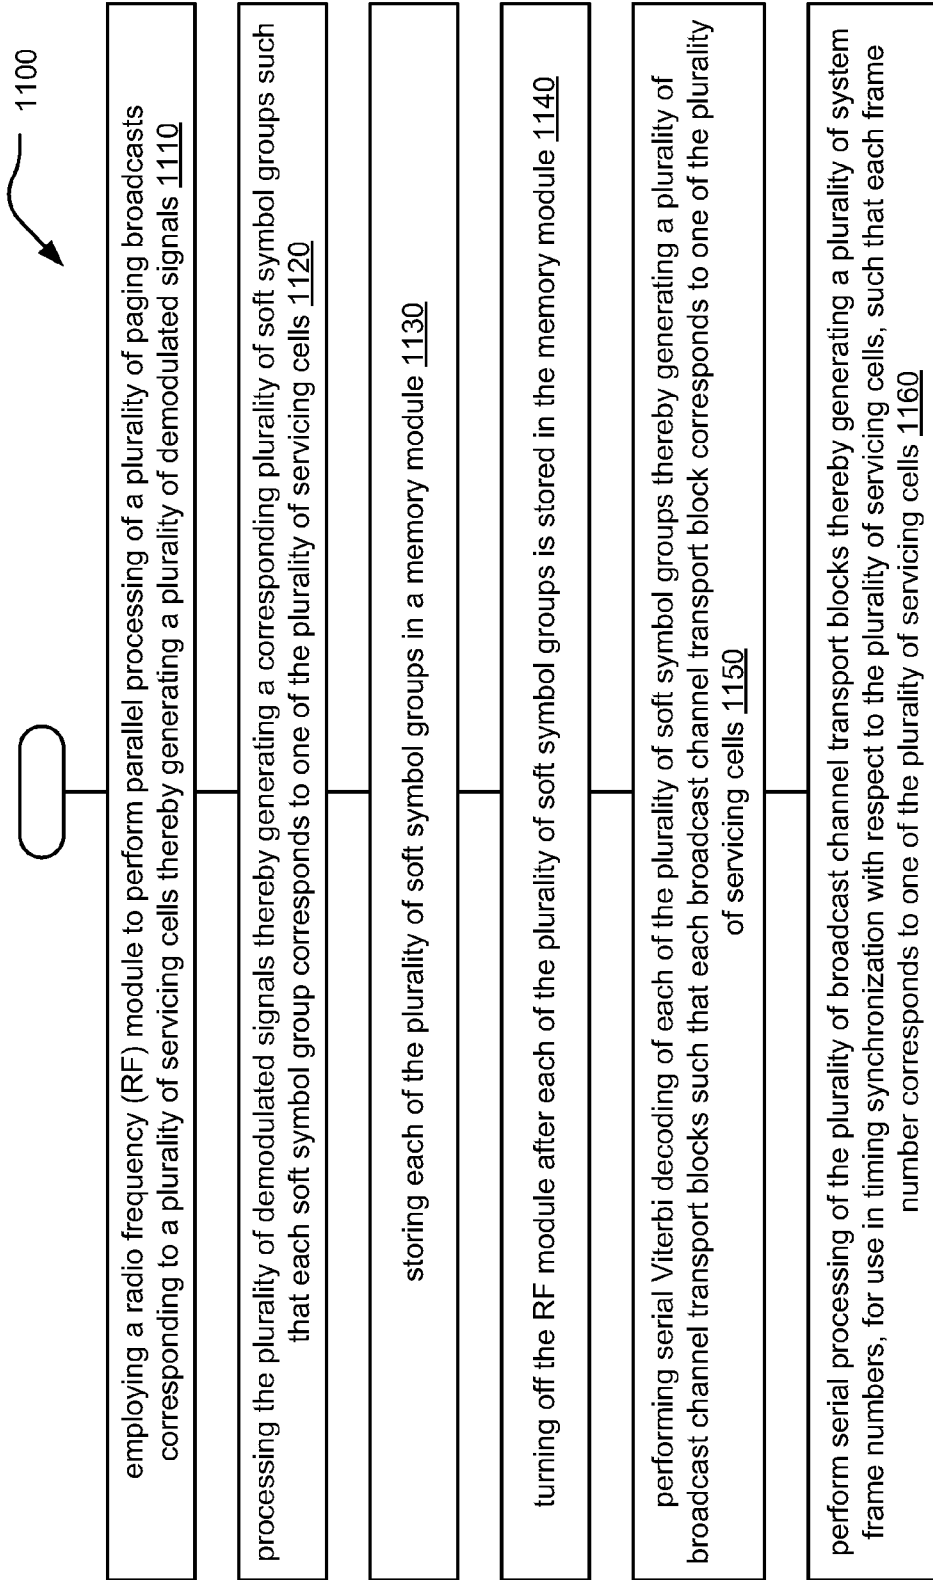 1100
employing a radio frequency (RF) module to perform parallel processing of a plurality of paging broadcasts
corresponding to a plurality of servicing cells thereby generating a plurality of demodulated signals 1110
processing the plurality of demodulated signals thereby generating a corresponding plurality of soft symbol groups such
that each soft symbol group corresponds to one of the plurality of servicing cells 1120
storing each of the plurality of soft symbol groups in a memory module 1130
turning off the RF module after each of the plurality of soft symbol groups is stored in the memory module 1140
performing serial Viterbi decoding of each of the plurality of soft symbol groups thereby generating a plurality of
broadcast channel transport blocks such that each broadcast channel transport block corresponds to one of the plurality
of servicing cells 1150
perform serial processing of the plurality of broadcast channel transport blocks thereby generating a plurality of system
frame numbers, for use in timing synchronization with respect to the plurality of servicing cells, such that each frame
number corresponds to one of the plurality of servicing cells 1160